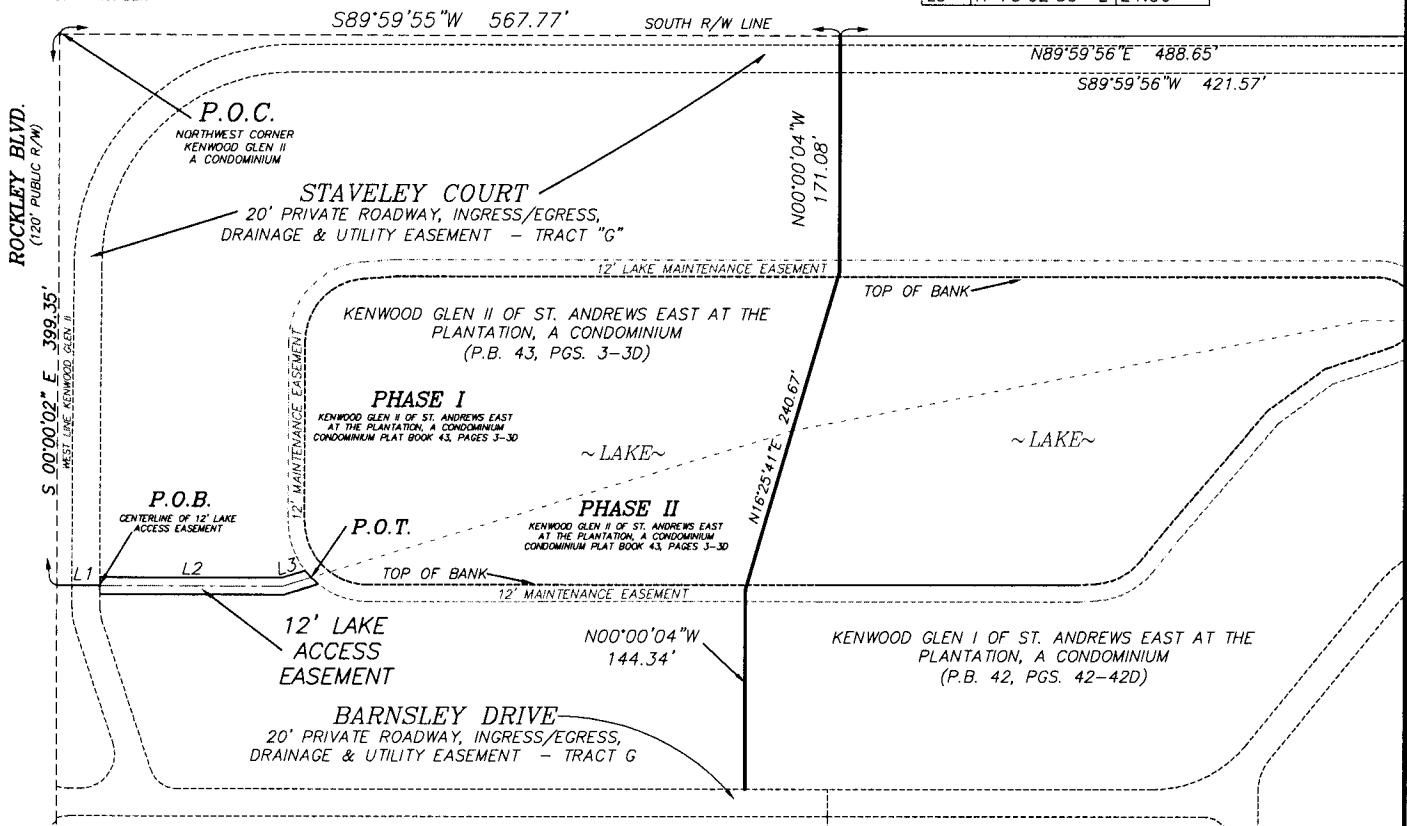 S89°59'55"W 567.77'
SOUTH R/W LINE
N89°59'56"E 488.65'
S89°59'56"W 421.57'
P.O.C.
NORTHWEST CORNER
KENWOOD GLEN II
A CONDOMINIUM
ROCKLEY BLVD.
(120' PUBLIC R/W)
N00°00'04"W
171.08'
STAVELEY COURT
20' PRIVATE ROADWAY, INGRESS/EGRESS,
DRAINAGE & UTILITY EASEMENT - TRACT "G"
12' LAKE MAINTENANCE EASEMENT
TOP OF BANK
S 00°00'02" E 399.35'
WEST LINE KENWOOD GLEN II
KENWOOD GLEN II OF ST. ANDREWS EAST AT THE
PLANTATION, A CONDOMINIUM
(P.B. 43, PGS. 3-3D)
12' MAINTENANCE EASEMENT
PHASE I
KENWOOD GLEN II OF ST. ANDREWS EAST
AT THE PLANTATION, A CONDOMINIUM
CONDOMINIUM PLAT BOOK 43, PAGES 3-3D
~LAKE~
N16°25'41"E 240.67'
~LAKE~
P.O.B.
CENTERLINE OF 12' LAKE
ACCESS EASEMENT
P.O.T.
PHASE II
KENWOOD GLEN II OF ST. ANDREWS EAST
AT THE PLANTATION, A CONDOMINIUM
CONDOMINIUM PLAT BOOK 43, PAGES 3-3D
L1 L2 L3
TOP OF BANK
12' MAINTENANCE EASEMENT
12' LAKE
ACCESS
EASEMENT
N00°00'04"W
144.34'
KENWOOD GLEN I OF ST. ANDREWS EAST AT THE
PLANTATION, A CONDOMINIUM
(P.B. 42, PGS. 42-42D)
BARNSLEY DRIVE
20' PRIVATE ROADWAY, INGRESS/EGRESS,
DRAINAGE & UTILITY EASEMENT - TRACT G